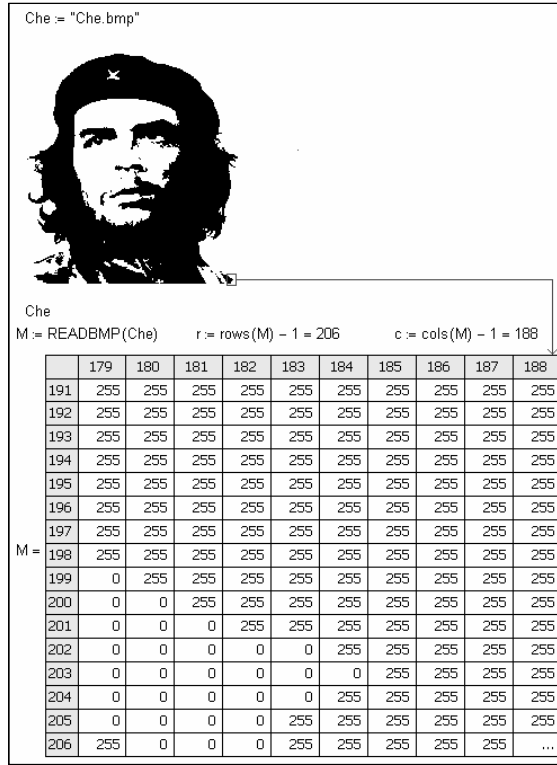 Che := "Che.bmp"
Che
M := READBMP(Che) r := rows(M) − 1 = 206 c := cols(M) − 1 = 188
179 180 181 182 183 184 185 186 187 188
191 255 255 255 255 255 255 255 255 255 255
192 255 255 255 255 255 255 255 255 255 255
193 255 255 255 255 255 255 255 255 255 255
194 255 255 255 255 255 255 255 255 255 255
195 255 255 255 255 255 255 255 255 255 255
196 255 255 255 255 255 255 255 255 255 255
197 255 255 255 255 255 255 255 255 255 255
M = 198 255 255 255 255 255 255 255 255 255 255
199 0 255 255 255 255 255 255 255 255 255
200 0 0 255 255 255 255 255 255 255 255
201 0 0 0 255 255 255 255 255 255 255
202 0 0 0 0 0 255 255 255 255 255
203 0 0 0 0 0 0 255 255 255 255
204 0 0 0 0 0 255 255 255 255 255
205 0 0 0 0 255 255 255 255 255 255
206 255 0 0 0 255 255 255 255 255 ...